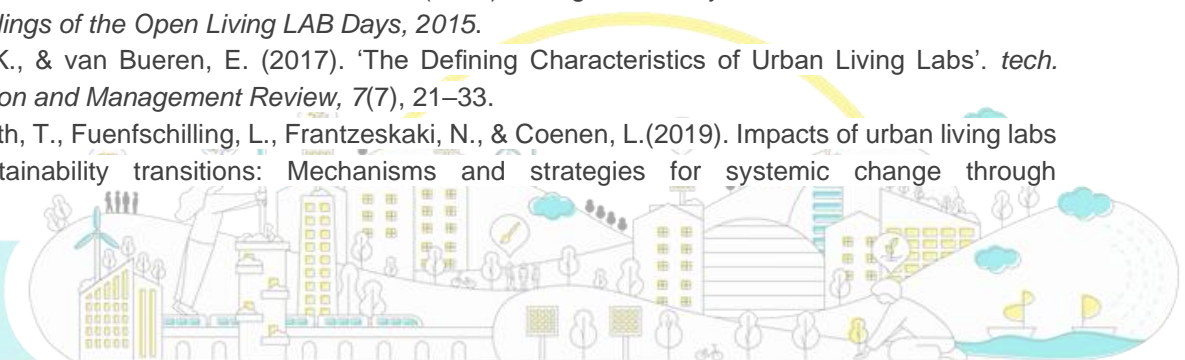 lings of the Open Living LAB Days, 2015.
K., & van Bueren, E. (2017). ‘The Defining Characteristics of Urban Living Labs’. tech.
on and Management Review, 7(7), 21–33.
th, T., Fuenfschilling, L., Frantzeskaki, N., & Coenen, L.(2019). Impacts of urban living labs
tainability transitions: Mechanisms and strategies for systemic change through